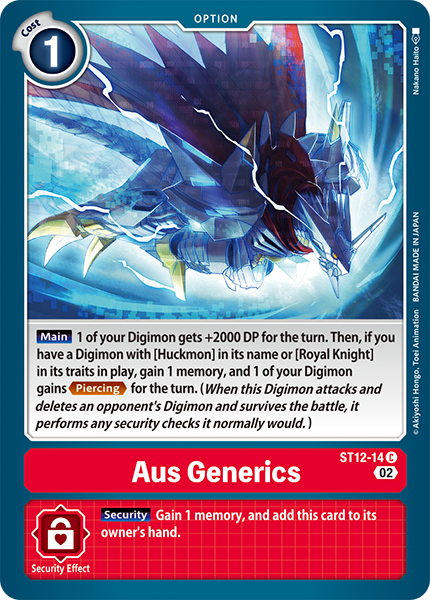 OPTION
Cost
1
Nakano Haito
Main 1 of your Digimon gets +2000 DP for the turn. Then, if you
have a Digimon with [Huckmon] in its name or [Royal Knight]
in its traits in play, gain 1 memory, and 1 of your Digimon
gains Piercing for the turn. (When this Digimon attacks and
deletes an opponent's Digimon and survives the battle, it
performs any security checks it normally would.)
© Akiyoshi Hongo, Toei Animation BANDAI MADE IN JAPAN
Aus Generics
ST12-14 C
02
Security Gain 1 memory, and add this card to its
owner's hand.
Security Effect